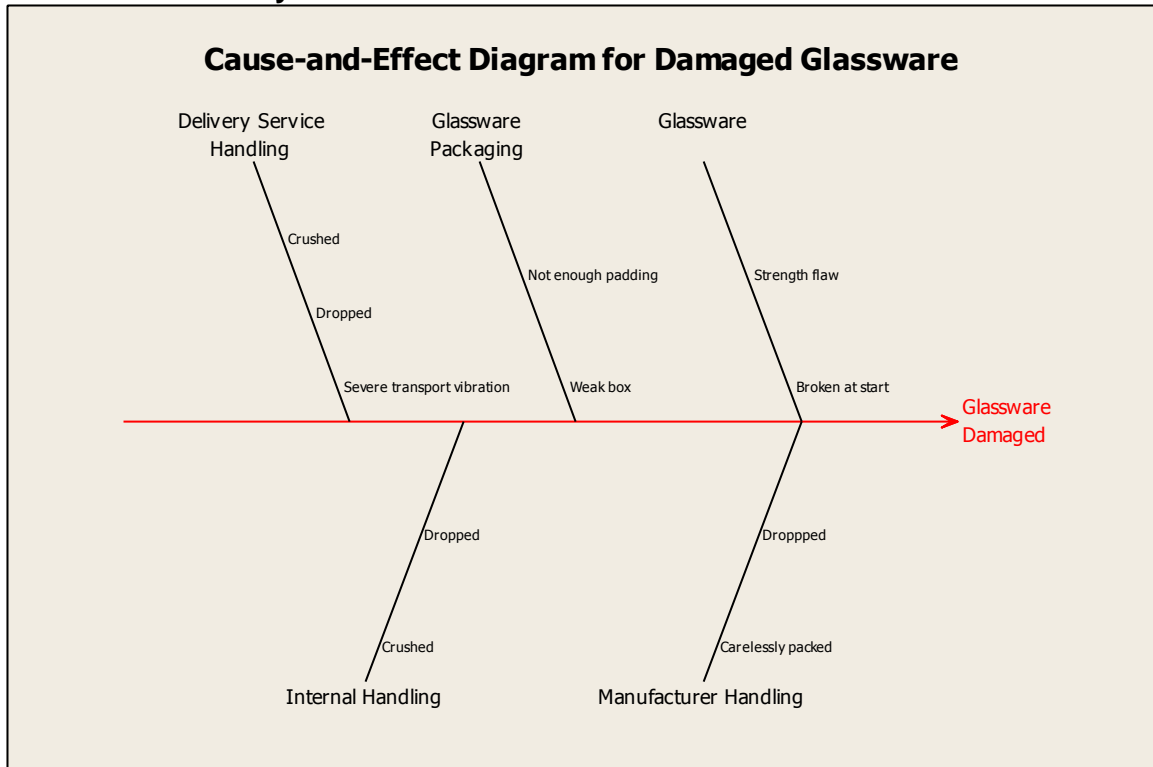 Cause-and-Effect Diagram for Damaged Glassware
Delivery Service
Handling
Glassware
Packaging
Glassware
Crushed
Not enough padding
Strength flaw
Dropped
Severe transport vibration
Weak box
Broken at start
Glassware
Damaged
Dropped
Droppped
Crushed
Carelessly packed
Internal Handling
Manufacturer Handling